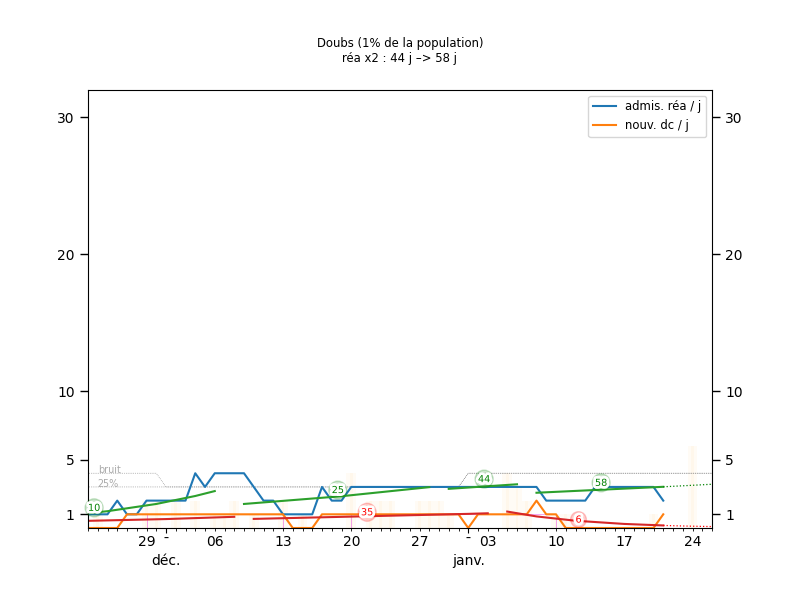 Doubs (1% de la population)
réa x2 : 44 j –> 58 j
admis. réa / j
nouv. dc / j
30
30
20
20
10
10
5
5
bruit
25%
1
1
10
25
35
44
58
6
29 - 06 13 20 27 - 03 10 17 24
déc. janv.